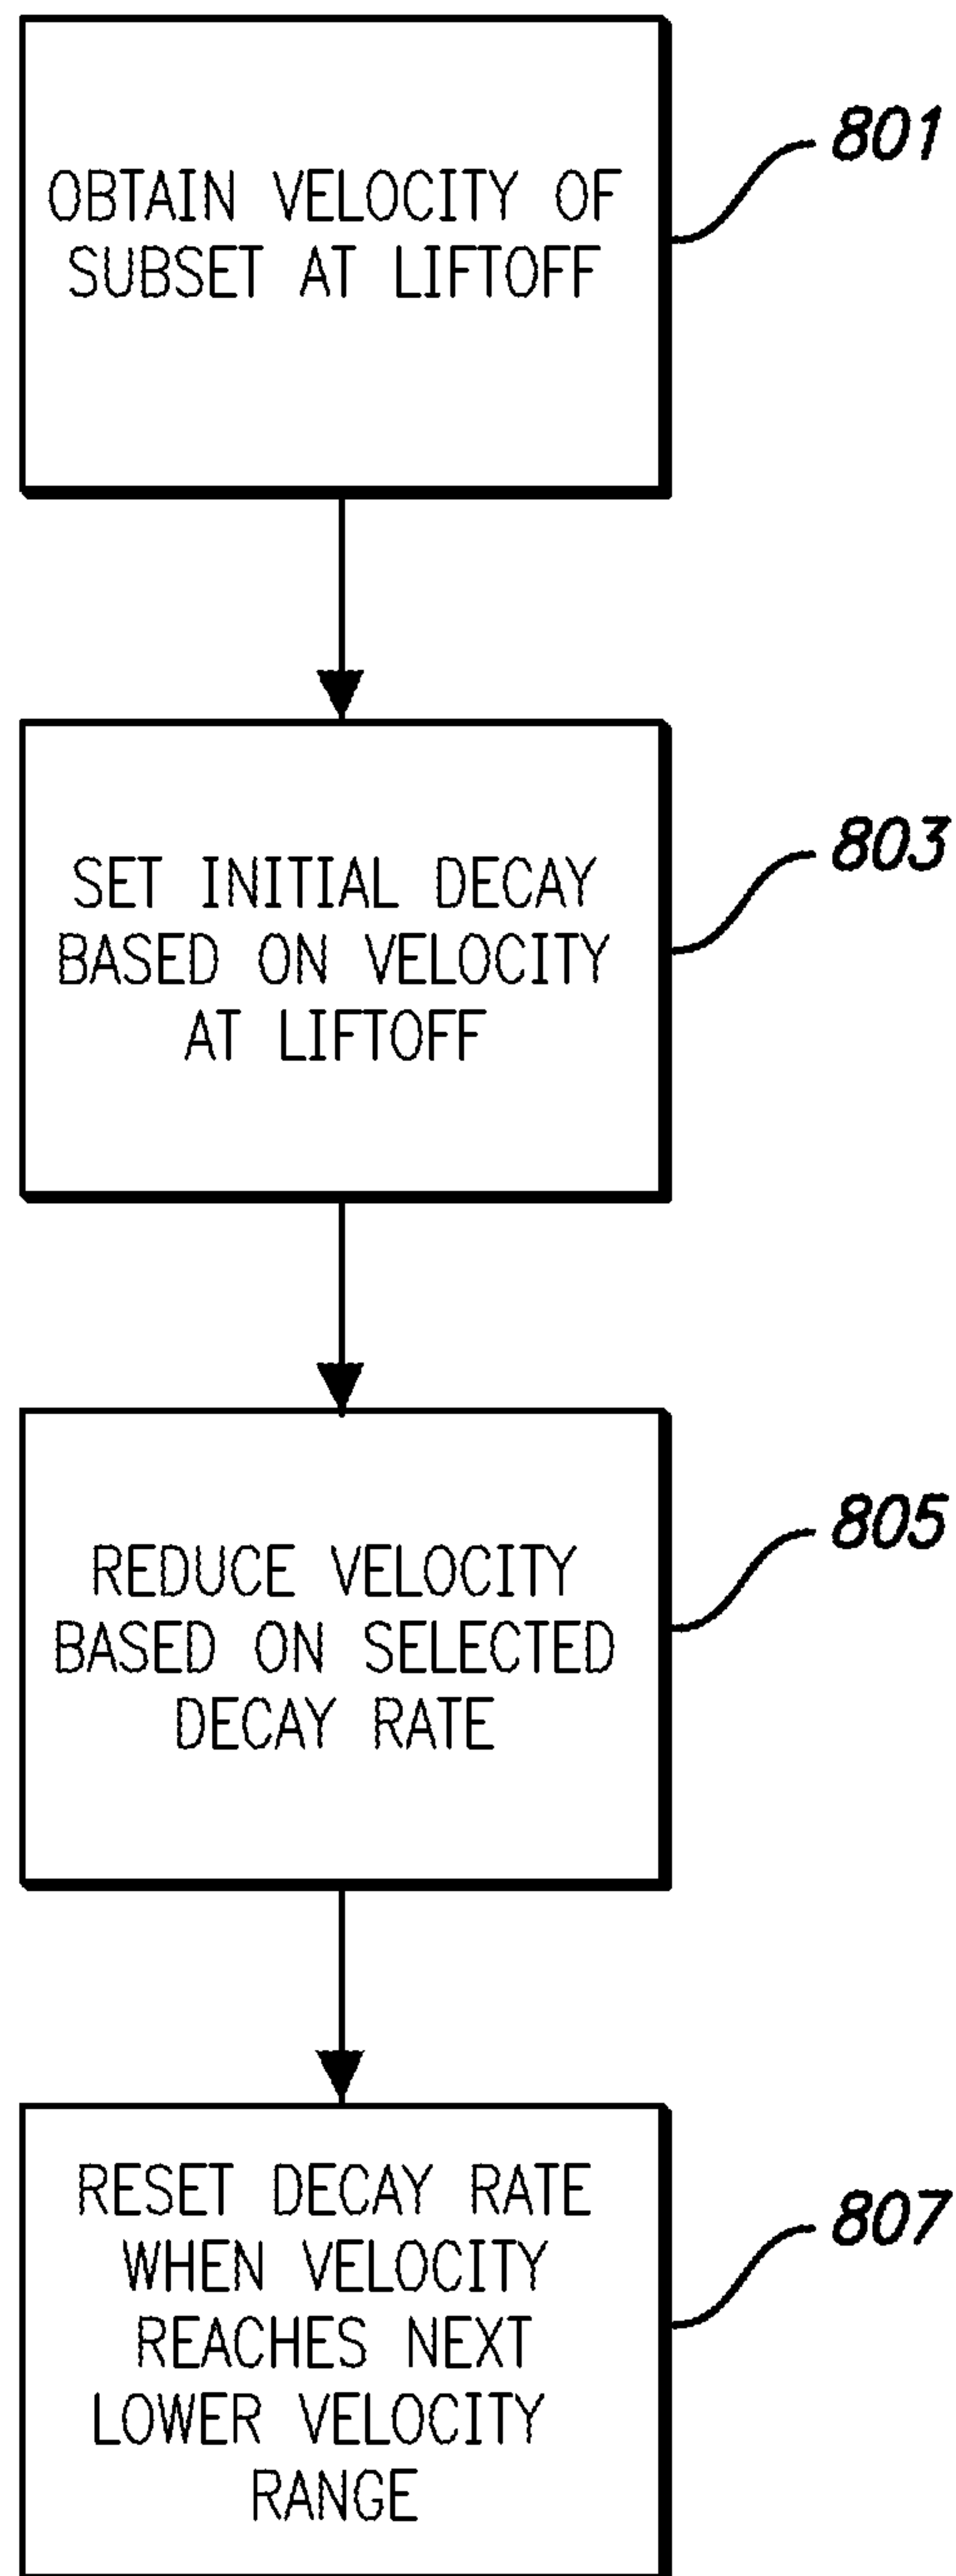 OBTAIN VELOCITY OF
SUBSET AT LIFTOFF
801
SET INITIAL DECAY
BASED ON VELOCITY
AT LIFTOFF
803
REDUCE VELOCITY
BASED ON SELECTED
DECAY RATE
805
RESET DECAY RATE
WHEN VELOCITY
REACHES NEXT
LOWER VELOCITY
RANGE
807